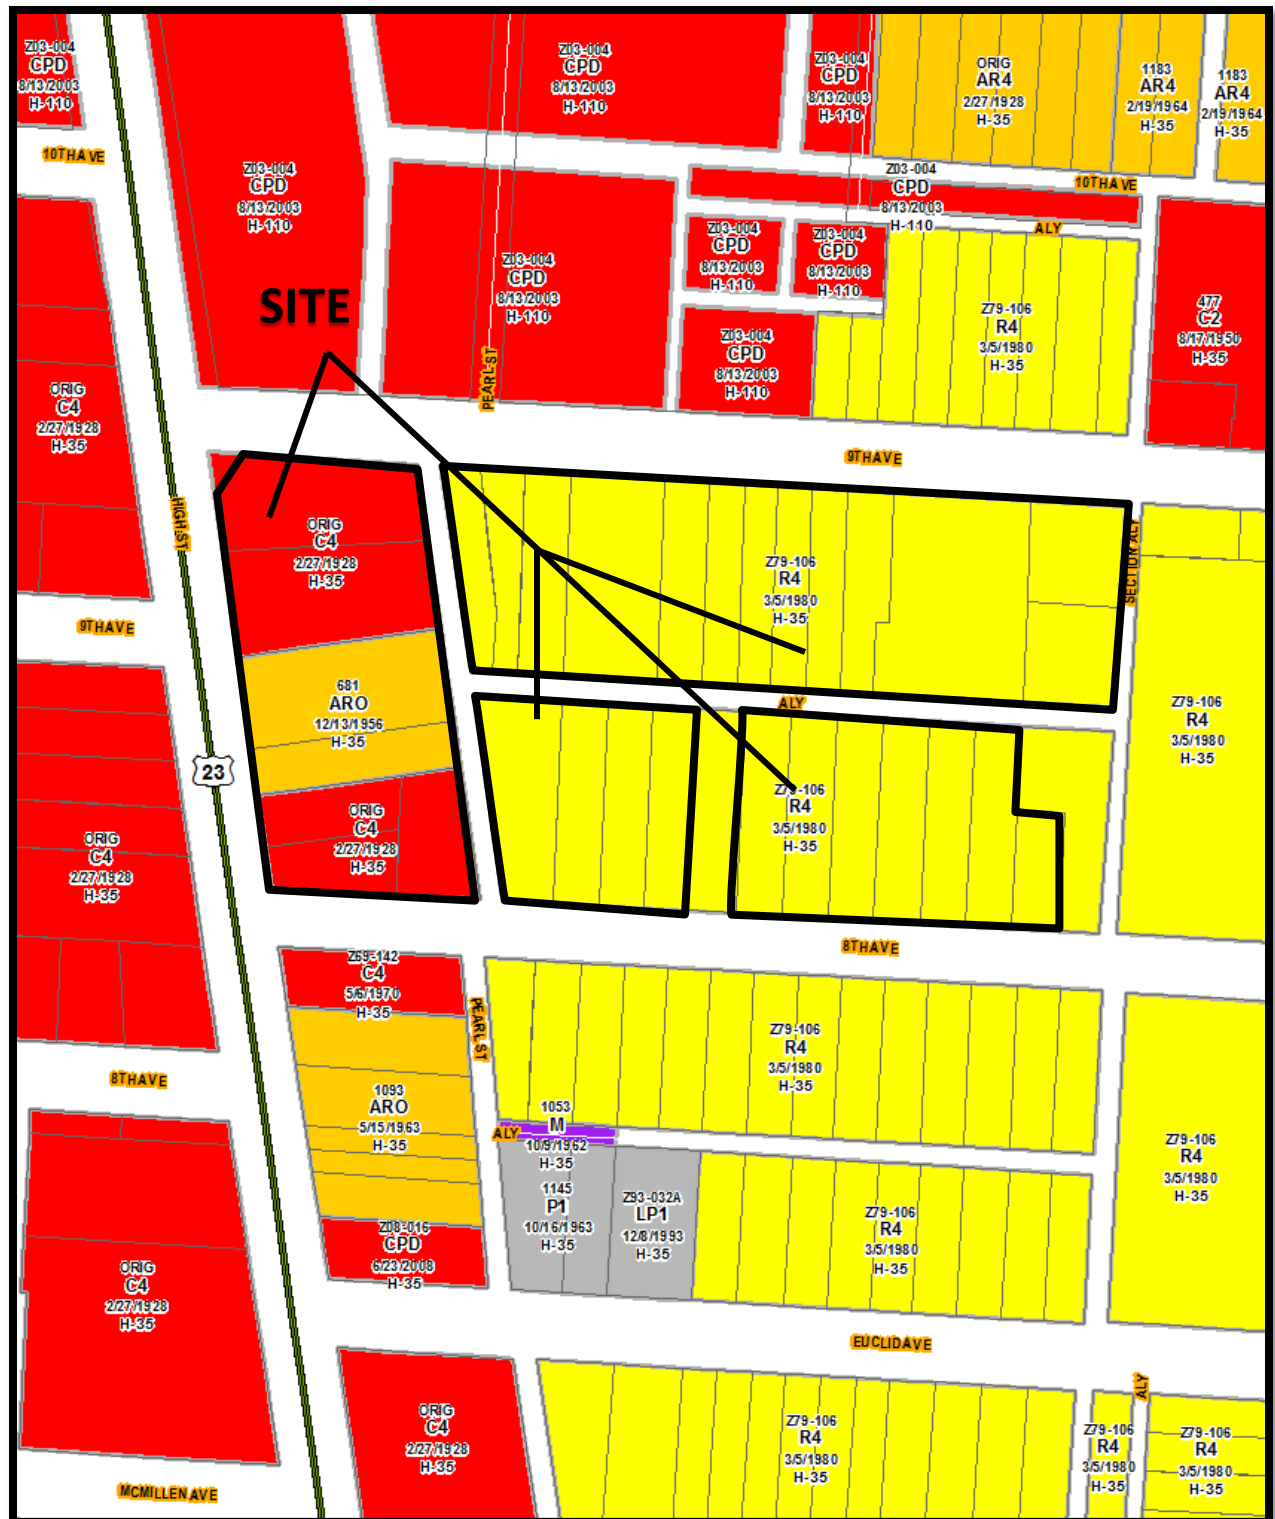 Z03-004
CPD
8/13/2003
H-110
Z03-004
CPD
8/13/2003
H-110
Z03-004
CPD
8/13/2003
H-110
ORIG
AR4
2/27/1928
H-35
1183
AR4
2/19/1964
H-35
1183
AR4
2/19/1964
H-35
10TH AVE
Z03-004
CPD
8/13/2003
H-110
Z03-004
CPD
8/13/2003
H-110
10TH AVE
ALY
Z03-004
CPD
8/13/2003
H-110
Z03-004
CPD
8/13/2003
H-110
Z03-004
CPD
8/13/2003
H-110
SITE
Z79-106
R4
3/5/1980
H-35
477
C2
8/17/1950
H-35
Z03-004
CPD
8/13/2003
H-110
PEARL ST
ORIG
C4
2/27/1928
H-35
9TH AVE
HIGH ST
ORIG
C4
2/27/1928
H-35
Z79-106
R4
3/5/1980
H-35
SECTION ALY
9TH AVE
681
ARO
12/13/1956
H-35
ALY
Z79-106
R4
3/5/1980
H-35
23
ORIG
C4
2/27/1928
H-35
Z79-106
R4
3/5/1980
H-35
ORIG
C4
2/27/1928
H-35
8TH AVE
Z69-142
C4
5/6/1970
H-35
PEARL ST
Z79-106
R4
3/5/1980
H-35
8TH AVE
1093
ARO
5/15/1963
H-35
1053
M
10/9/1962
H-35
ALY
1145
P1
10/16/1963
H-35
Z93-032A
LP1
12/8/1993
H-35
Z79-106
R4
3/5/1980
H-35
Z79-106
R4
3/5/1980
H-35
Z08-016
CPD
6/23/2008
H-35
ORIG
C4
2/27/1928
H-35
EUCLID AVE
ALY
ORIG
C4
2/27/1928
H-35
Z79-106
R4
3/5/1980
H-35
Z79-106
R4
3/5/1980
H-35
Z79-106
R4
3/5/1980
H-35
MCMILLEN AVE